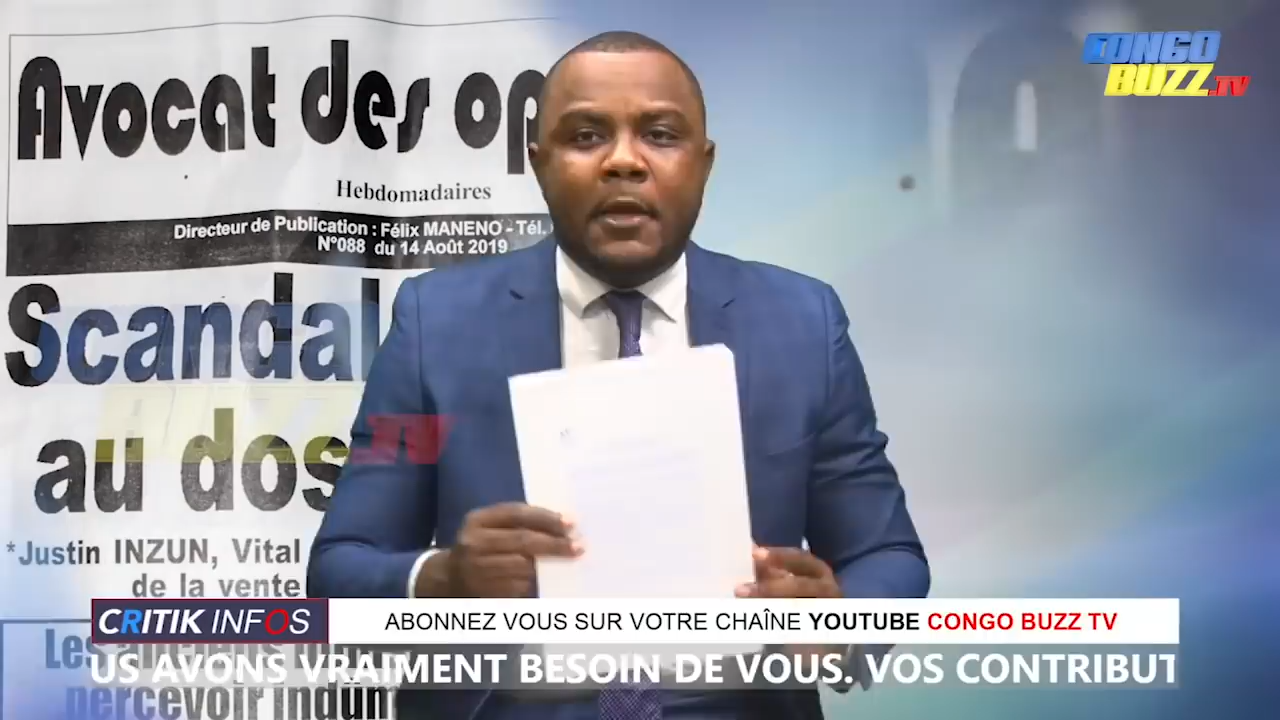 Avocat des op
CONGO
BUZZ.TV
Hebdomadaires
Directeur de Publication : Félix MANENO - Tél.
N°088 du 14 Août 2019
Scandal
au dos
*Justin INZUN, Vital
de la vente
CRITIK INFOS
ABONNEZ VOUS SUR VOTRE CHAÎNE YOUTUBE CONGO BUZZ TV
US AVONS VRAIMENT BESOIN DE VOUS. VOS CONTRIBUT
percevoir indûm